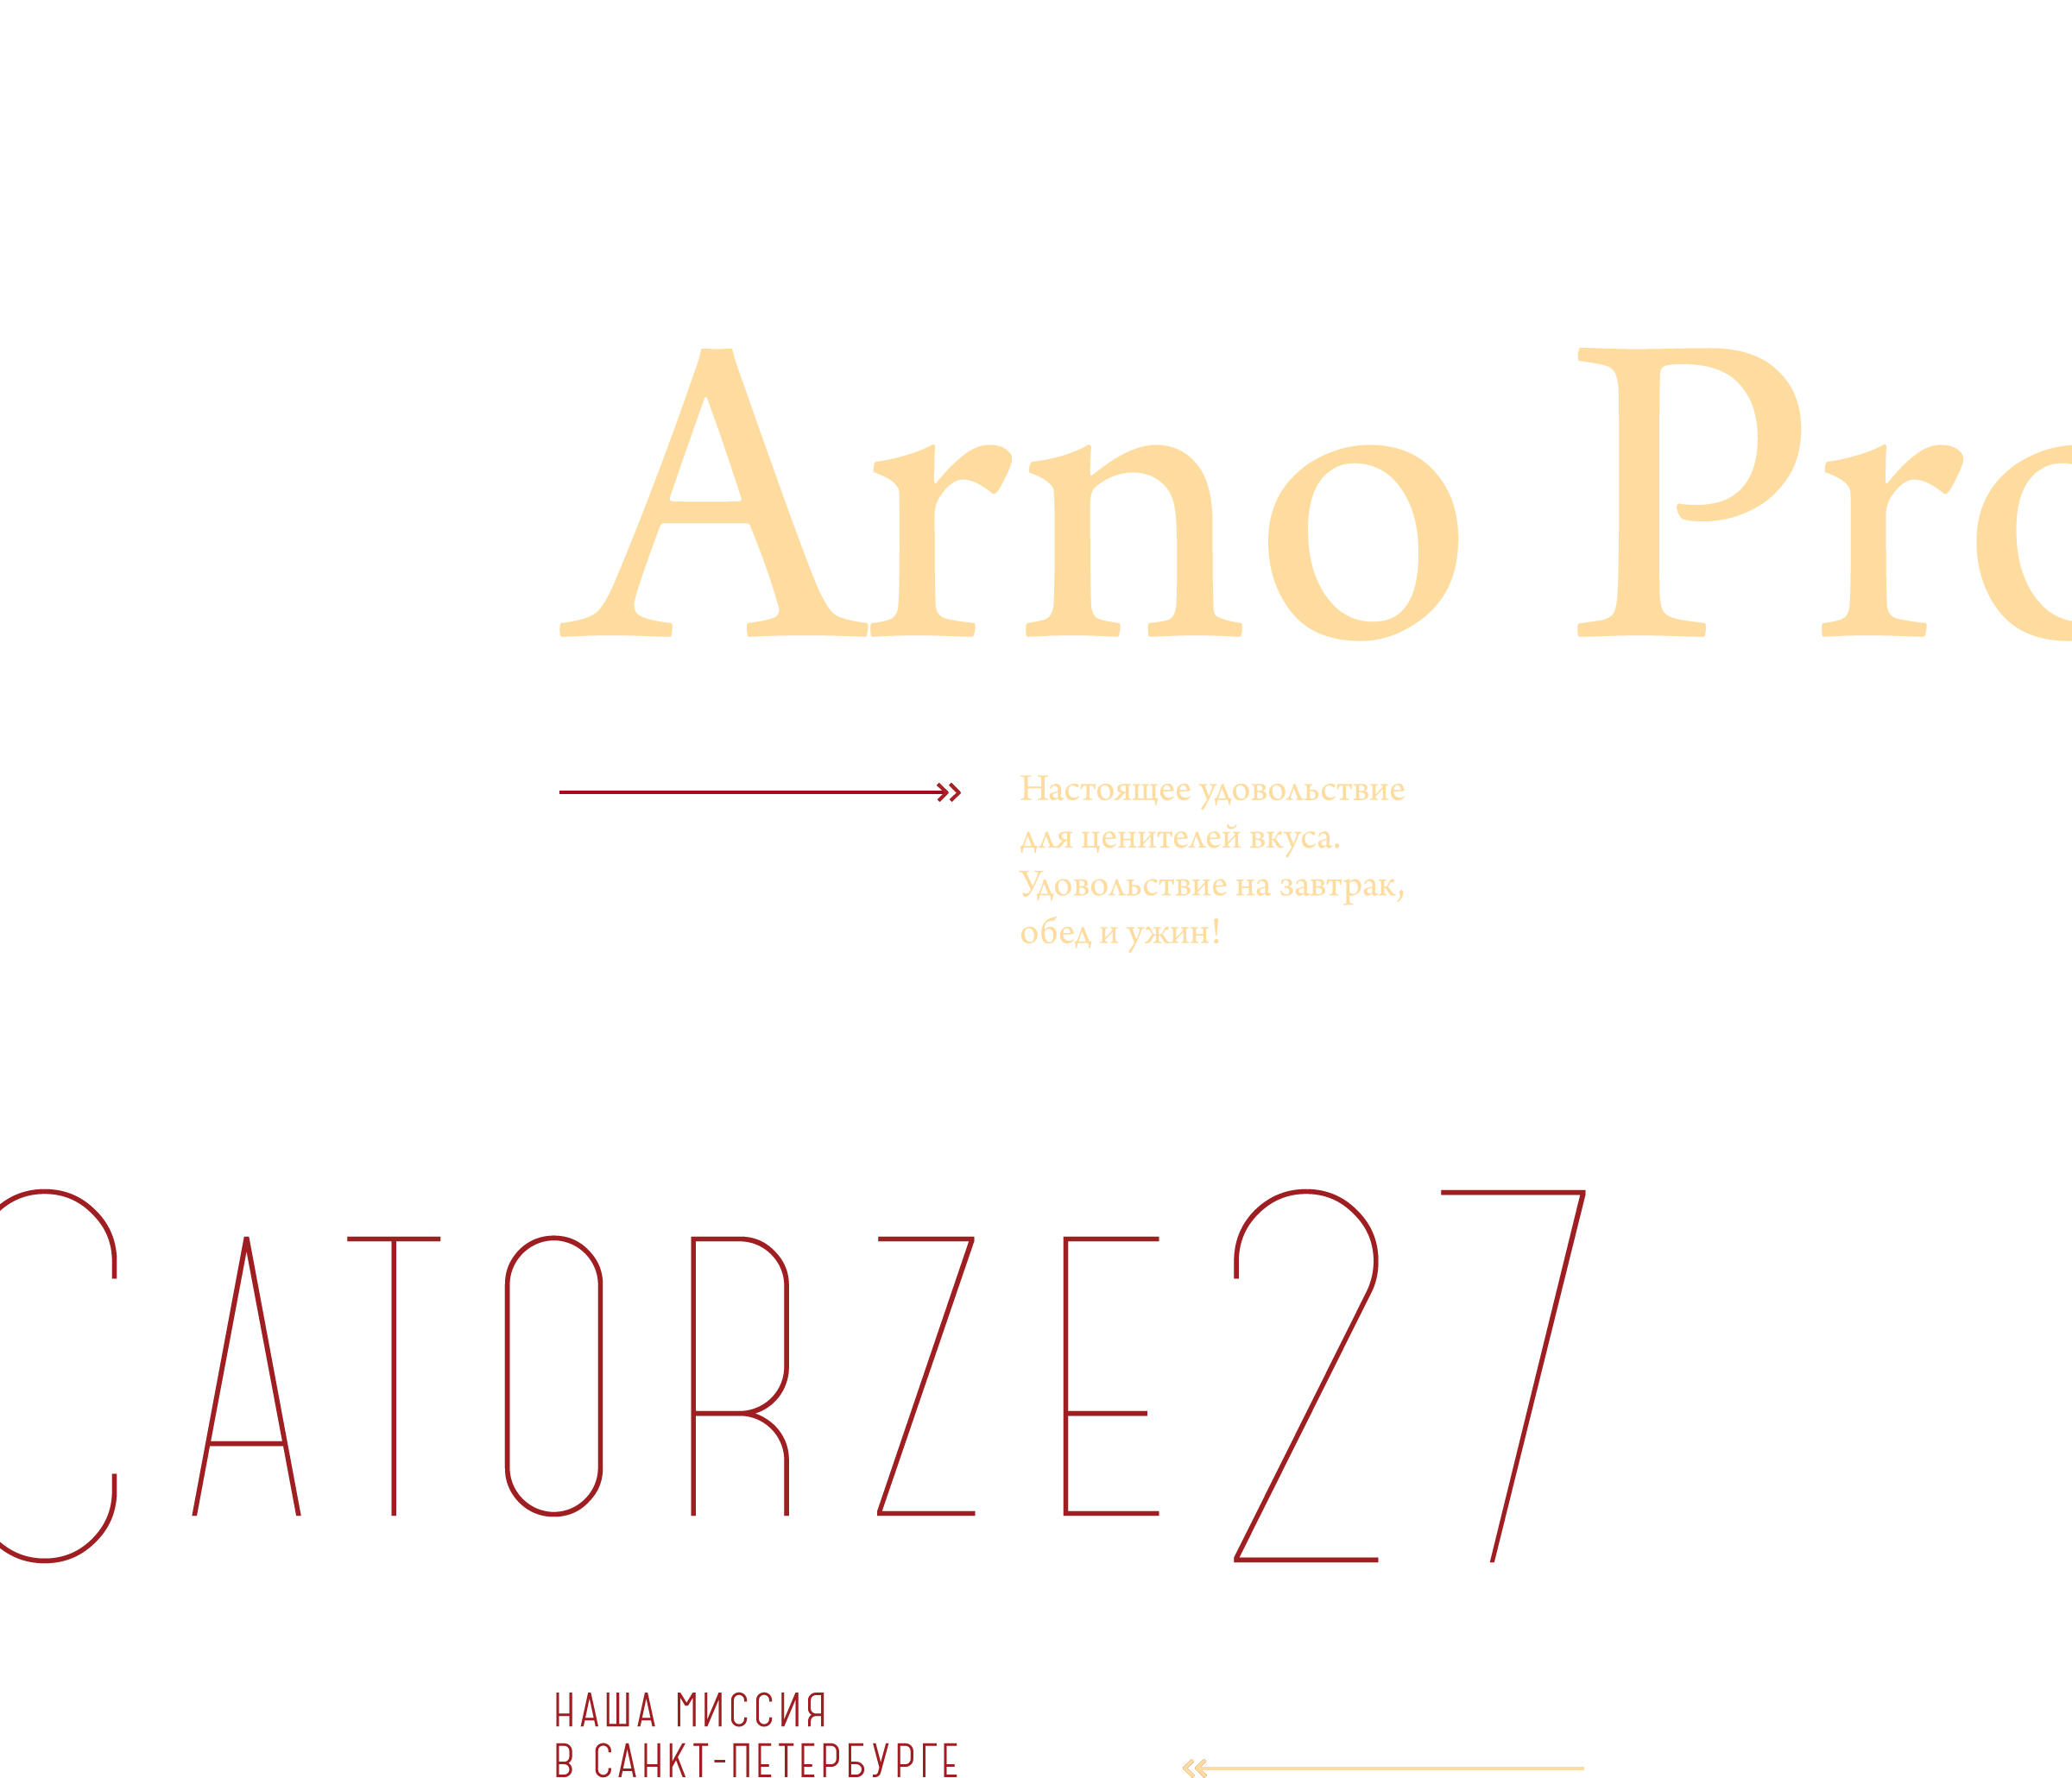 Arno Pro
Настоящее удовольствие
для ценителей вкуса.
Удовольствие на завтрак,
обед и ужин!
CATORZE27
НАША МИССИЯ
В САНКТ-ПЕТЕРБУРГЕ